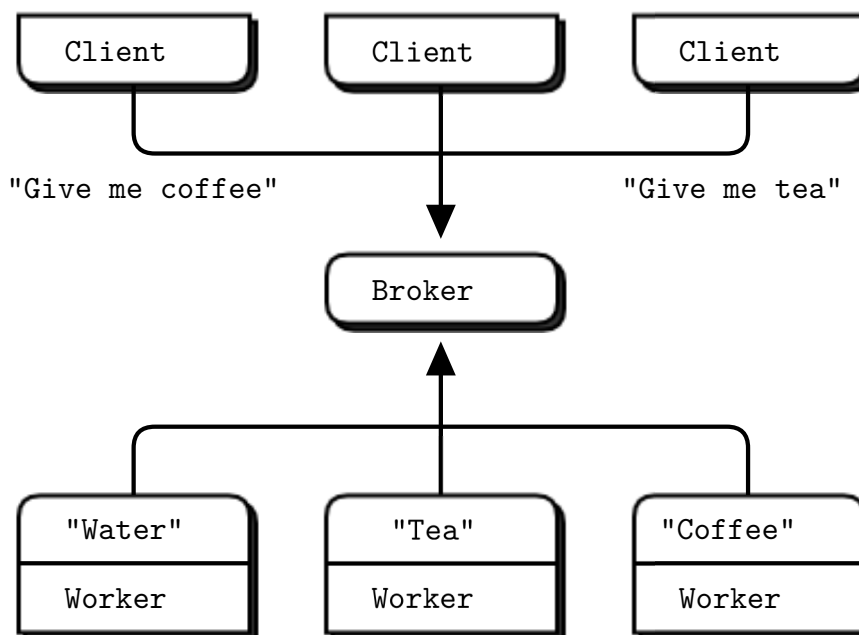 Client Client Client
"Give me coffee" "Give me tea"
Broker
"Water" "Tea" "Coffee"
Worker Worker Worker